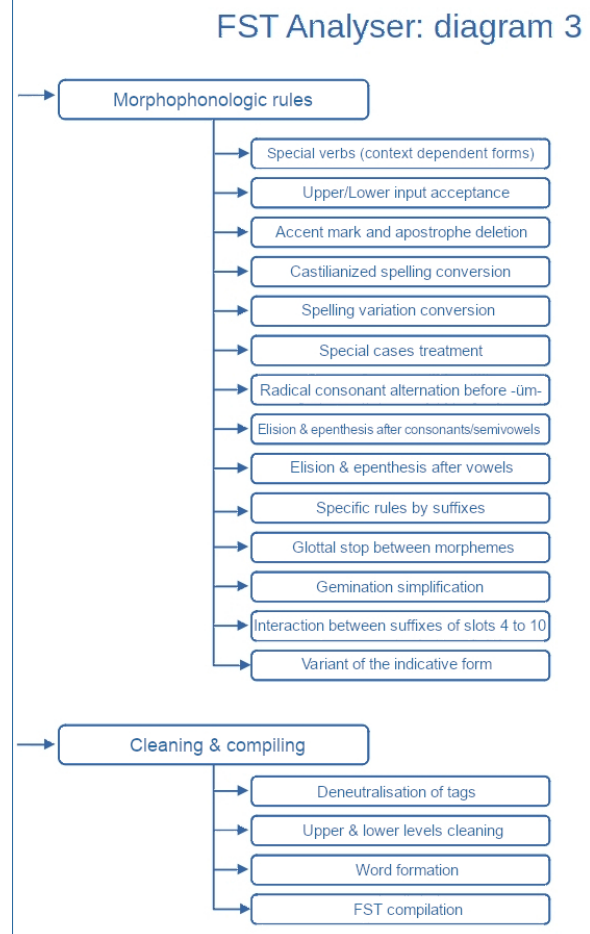 FST Analyser: diagram 3
Morphophonologic rules
Special verbs (context dependent forms)
Upper/Lower input acceptance
Accent mark and apostrophe deletion
Castilianized spelling conversion
Spelling variation conversion
Special cases treatment
Radical consonant alternation before -üm-
Elision & epenthesis after consonants/semivowels
Elision & epenthesis after vowels
Specific rules by suffixes
Glottal stop between morphemes
Gemination simplification
Interaction between suffixes of slots 4 to 10
Variant of the indicative form
Cleaning & compiling
Deneutralisation of tags
Upper & lower levels cleaning
Word formation
FST compilation